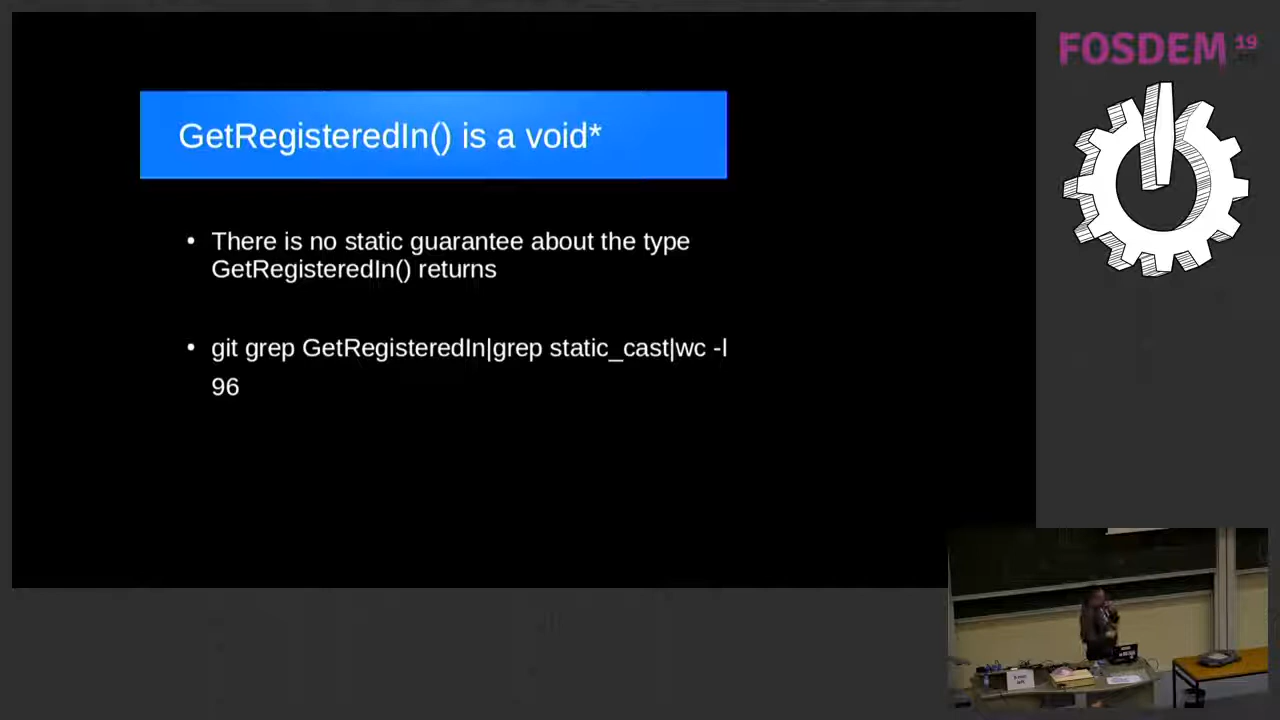 FOSDEM 19
GetRegisteredIn() is a void*
• There is no static guarantee about the type
GetRegisteredIn() returns
• git grep GetRegisteredIn|grep static_cast|wc -l
96